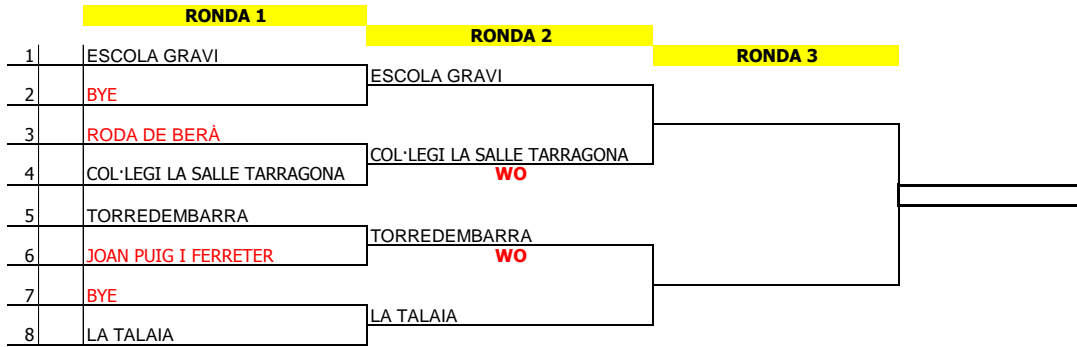 RONDA 1
RONDA 2
RONDA 3
1 ESCOLA GRAVI
ESCOLA GRAVI
2 BYE
3 RODA DE BERÀ
COL·LEGI LA SALLE TARRAGONA
WO
4 COL·LEGI LA SALLE TARRAGONA
5 TORREDEMBARRA
TORREDEMBARRA
WO
6 JOAN PUIG I FERRETER
7 BYE
LA TALAIA
8 LA TALAIA